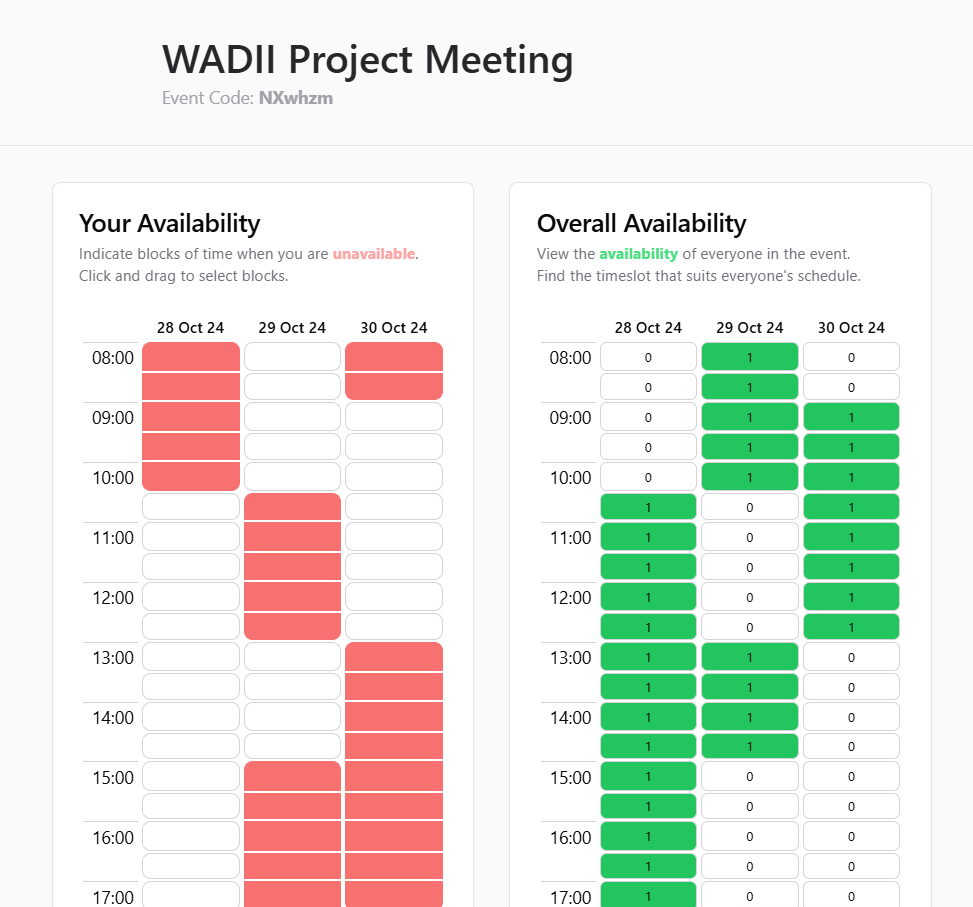 WADII Project Meeting
Event Code: NXwhzm
Your Availability
Indicate blocks of time when you are unavailable.
Click and drag to select blocks.
28 Oct 24 29 Oct 24 30 Oct 24
08:00
09:00
10:00
11:00
12:00
13:00
14:00
15:00
16:00
17:00
Overall Availability
View the availability of everyone in the event.
Find the timeslot that suits everyone's schedule.
28 Oct 24 29 Oct 24 30 Oct 24
08:00 0 1 0
0 1 0
09:00 0 1 1
0 1 1
10:00 0 1 1
1 0 1
11:00 1 0 1
1 0 1
12:00 1 0 1
1 0 1
13:00 1 1 0
1 1 0
14:00 1 1 0
1 1 0
15:00 1 0 0
1 0 0
16:00 1 0 0
1 0 0
17:00 1 0 0